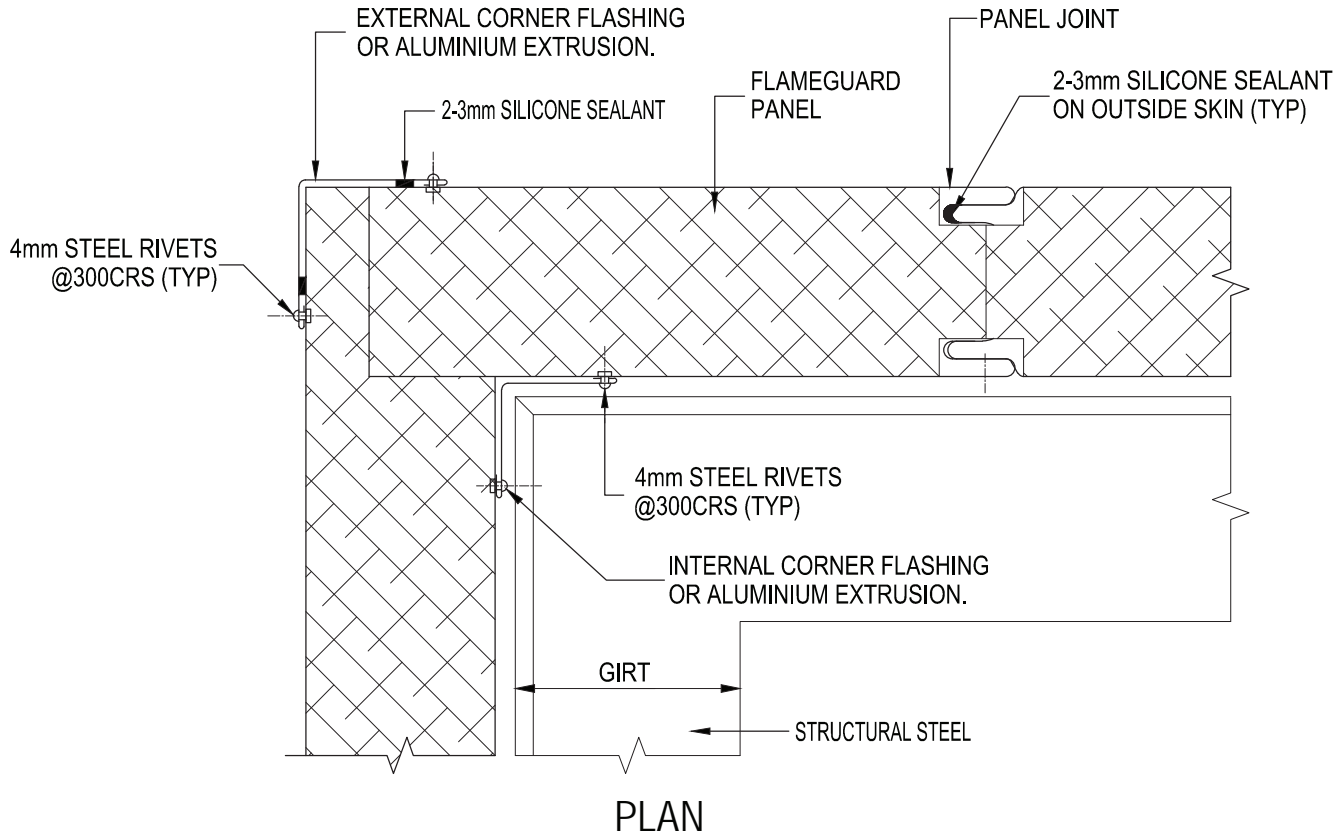 EXTERNAL CORNER FLASHING
OR ALUMINIUM EXTRUSION.
PANEL JOINT
2-3mm SILICONE SEALANT
FLAMEGUARD
PANEL
2-3mm SILICONE SEALANT
ON OUTSIDE SKIN (TYP)
4mm STEEL RIVETS
@300CRS (TYP)
4mm STEEL RIVETS
@300CRS (TYP)
INTERNAL CORNER FLASHING
OR ALUMINIUM EXTRUSION.
GIRT
STRUCTURAL STEEL
PLAN